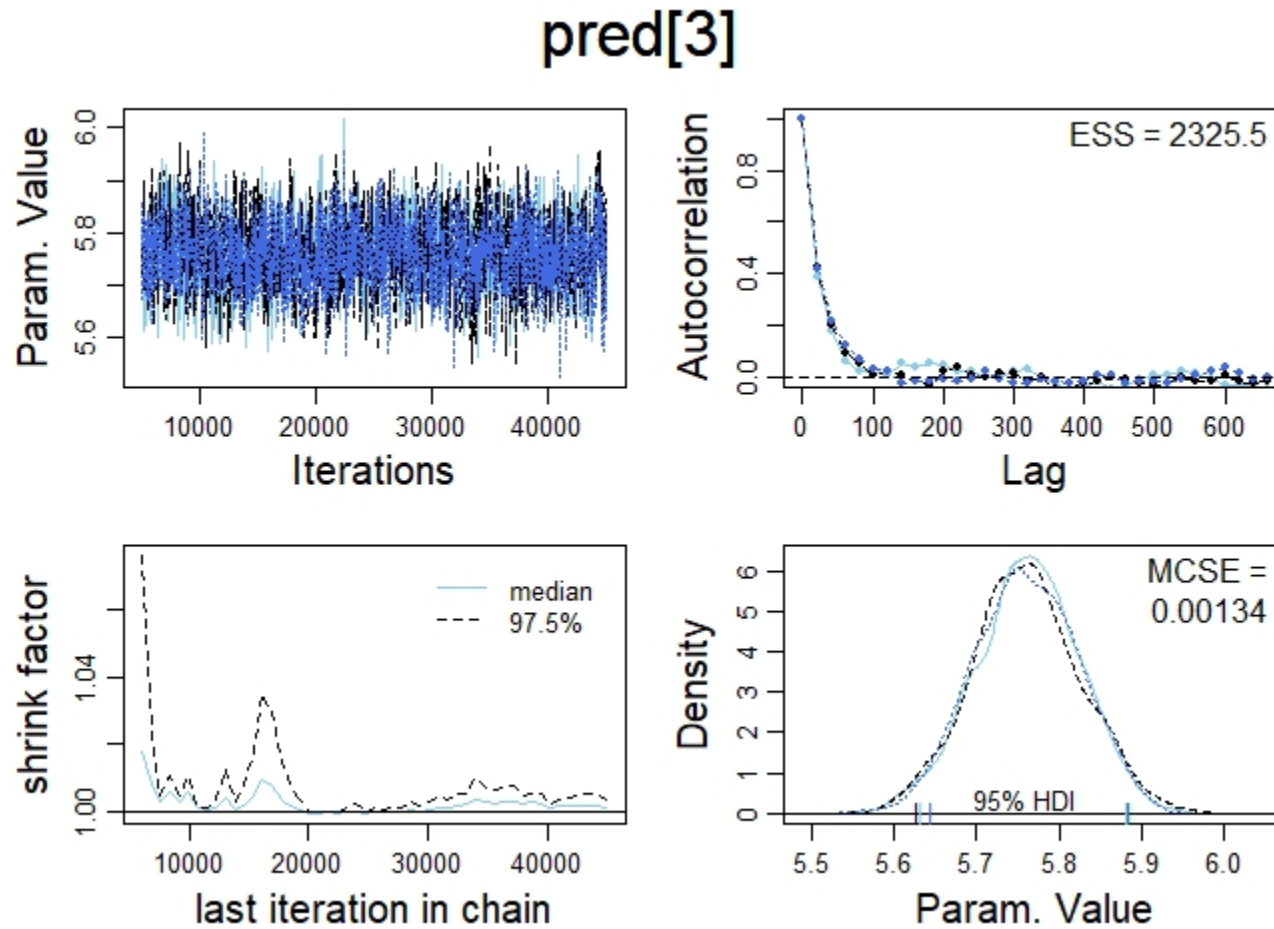 pred[3]
Param. Value
6.0
5.8
5.6
10000 20000 30000 40000
Iterations
Autocorrelation
0.8
0.4
0.0
ESS = 2325.5
0 100 200 300 400 500 600
Lag
shrink factor
1.04
1.00
median
97.5%
10000 20000 30000 40000
last iteration in chain
Density
6
5
4
3
2
1
0
MCSE =
0.00134
95% HDI
5.5 5.6 5.7 5.8 5.9 6.0
Param. Value